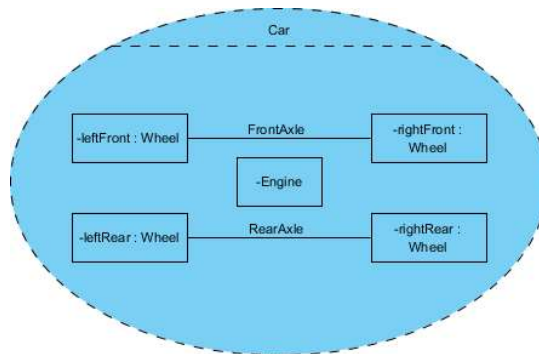 Car
-leftFront : Wheel
FrontAxle
-rightFront :
Wheel
-Engine
-leftRear : Wheel
RearAxle
-rightRear :
Wheel